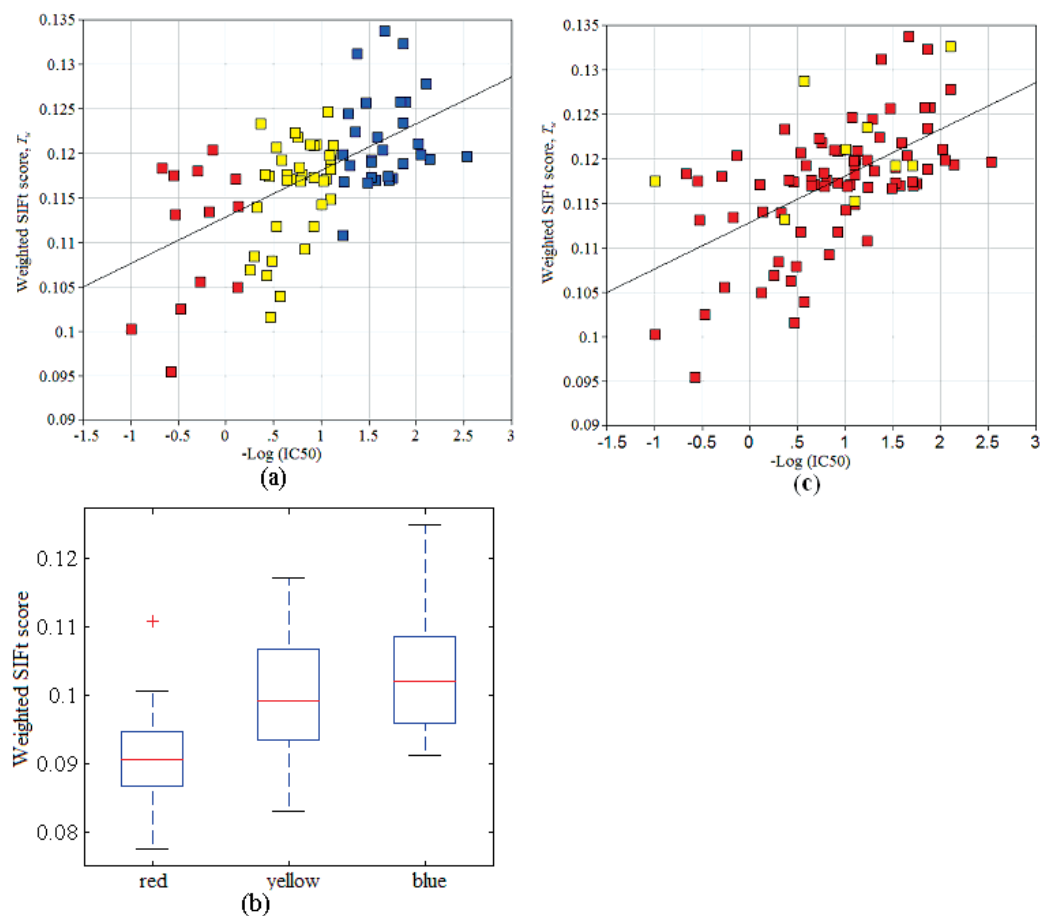 0.135
0.13
0.125
0.12
0.115
0.11
0.105
0.1
0.095
0.09
Weighted SIFt score, Tw
-1.5 -1 -0.5 0 .5 1 1.5 2 2.5 3
-Log (IC50)
(a)
0.135
0.13
0.125
0.12
0.115
0.11
0.105
0.1
0.095
0.09
Weighted SIFt score, Tw
-1.5 -1 -0.5 0 .5 1 1.5 2 2.5 3
-Log (IC50)
(c)
0.12
0.11
0.1
0.09
0.08
Weighted SIFt score
red yellow blue
(b)